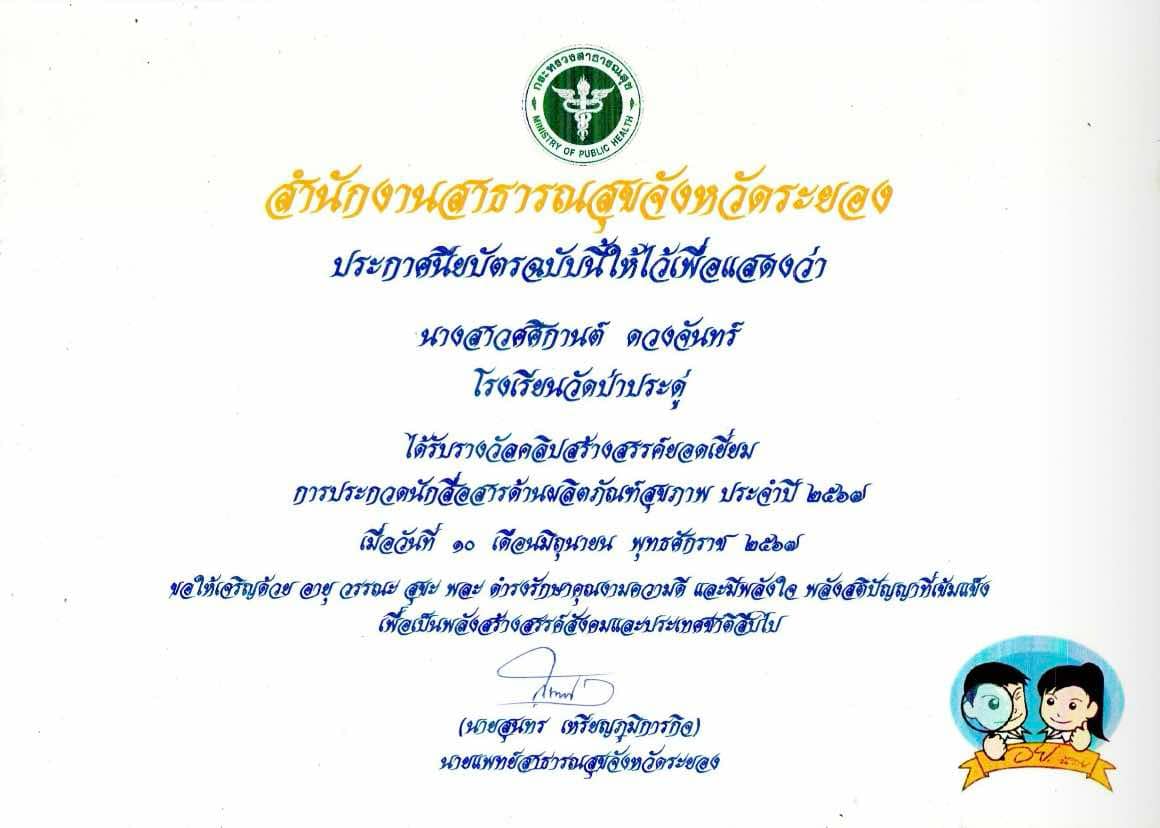 กระทรวงสาธารณสุข
MINISTRY OF PUBLIC HEALTH
สำนักงานสาธารณสุขจังหวัดระยอง
ประกาศนียบัตรฉบับนี้ให้ไว้เพื่อแสดงว่า
นางสาวศศิกานต์ ดวงจันทร์
โรงเรียนวัดป่าประดู่
ได้รับรางวัลคลิปสร้างสรรค์ยอดเยี่ยม
การประกวดนักสื่อสารด้านผลิตภัณฑ์สุขภาพ ประจำปี ๒๕๖๗
เมื่อวันที่ ๑๐ เดือนมิถุนายน พุทธศักราช ๒๕๖๗
ขอให้เจริญด้วย อายุ วรรณะ สุขะ พละ ดำรงรักษาคุณงามความดี และมีพลังใจ พลังสติปัญญาที่เข้มแข็ง
เพื่อเป็นพลังสร้างสรรค์สังคมและประเทศชาติสืบไป
(นายสุนทร เหรียญภูมิการกิจ)
นายแพทย์สาธารณสุขจังหวัดระยอง
อย. น้อย